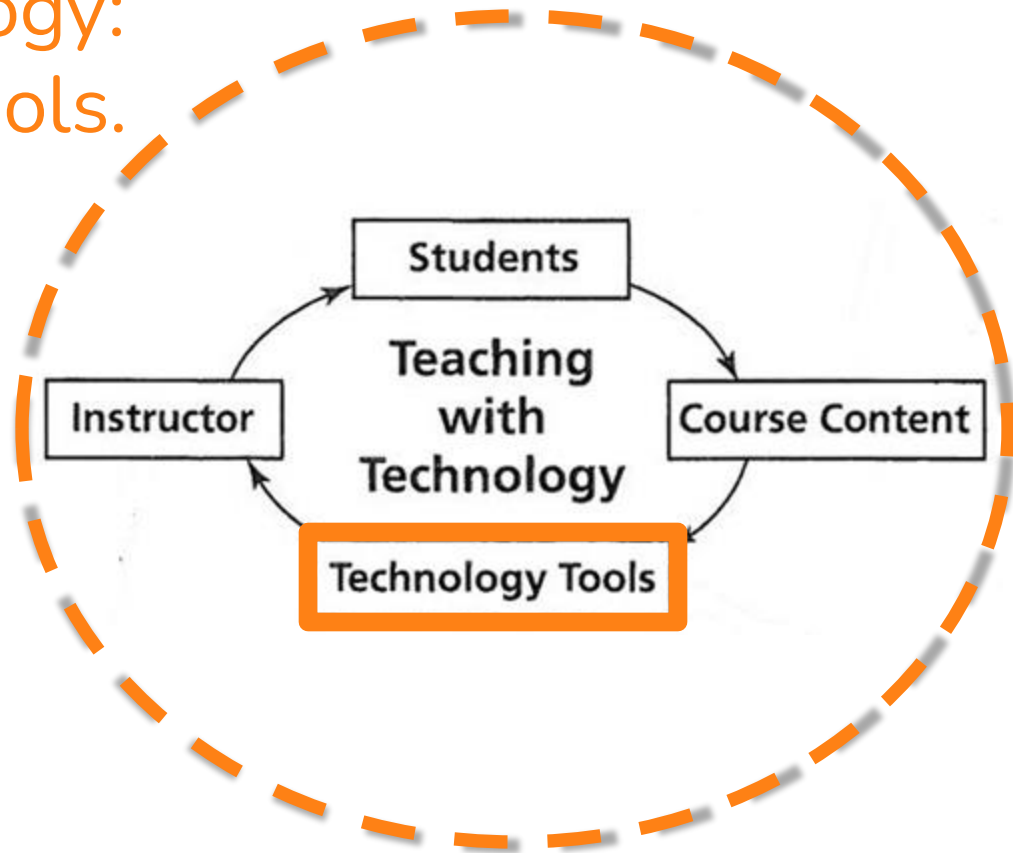 ogy:
ols.
Students
Teaching
with
Technology
Instructor
Course Content
Technology Tools